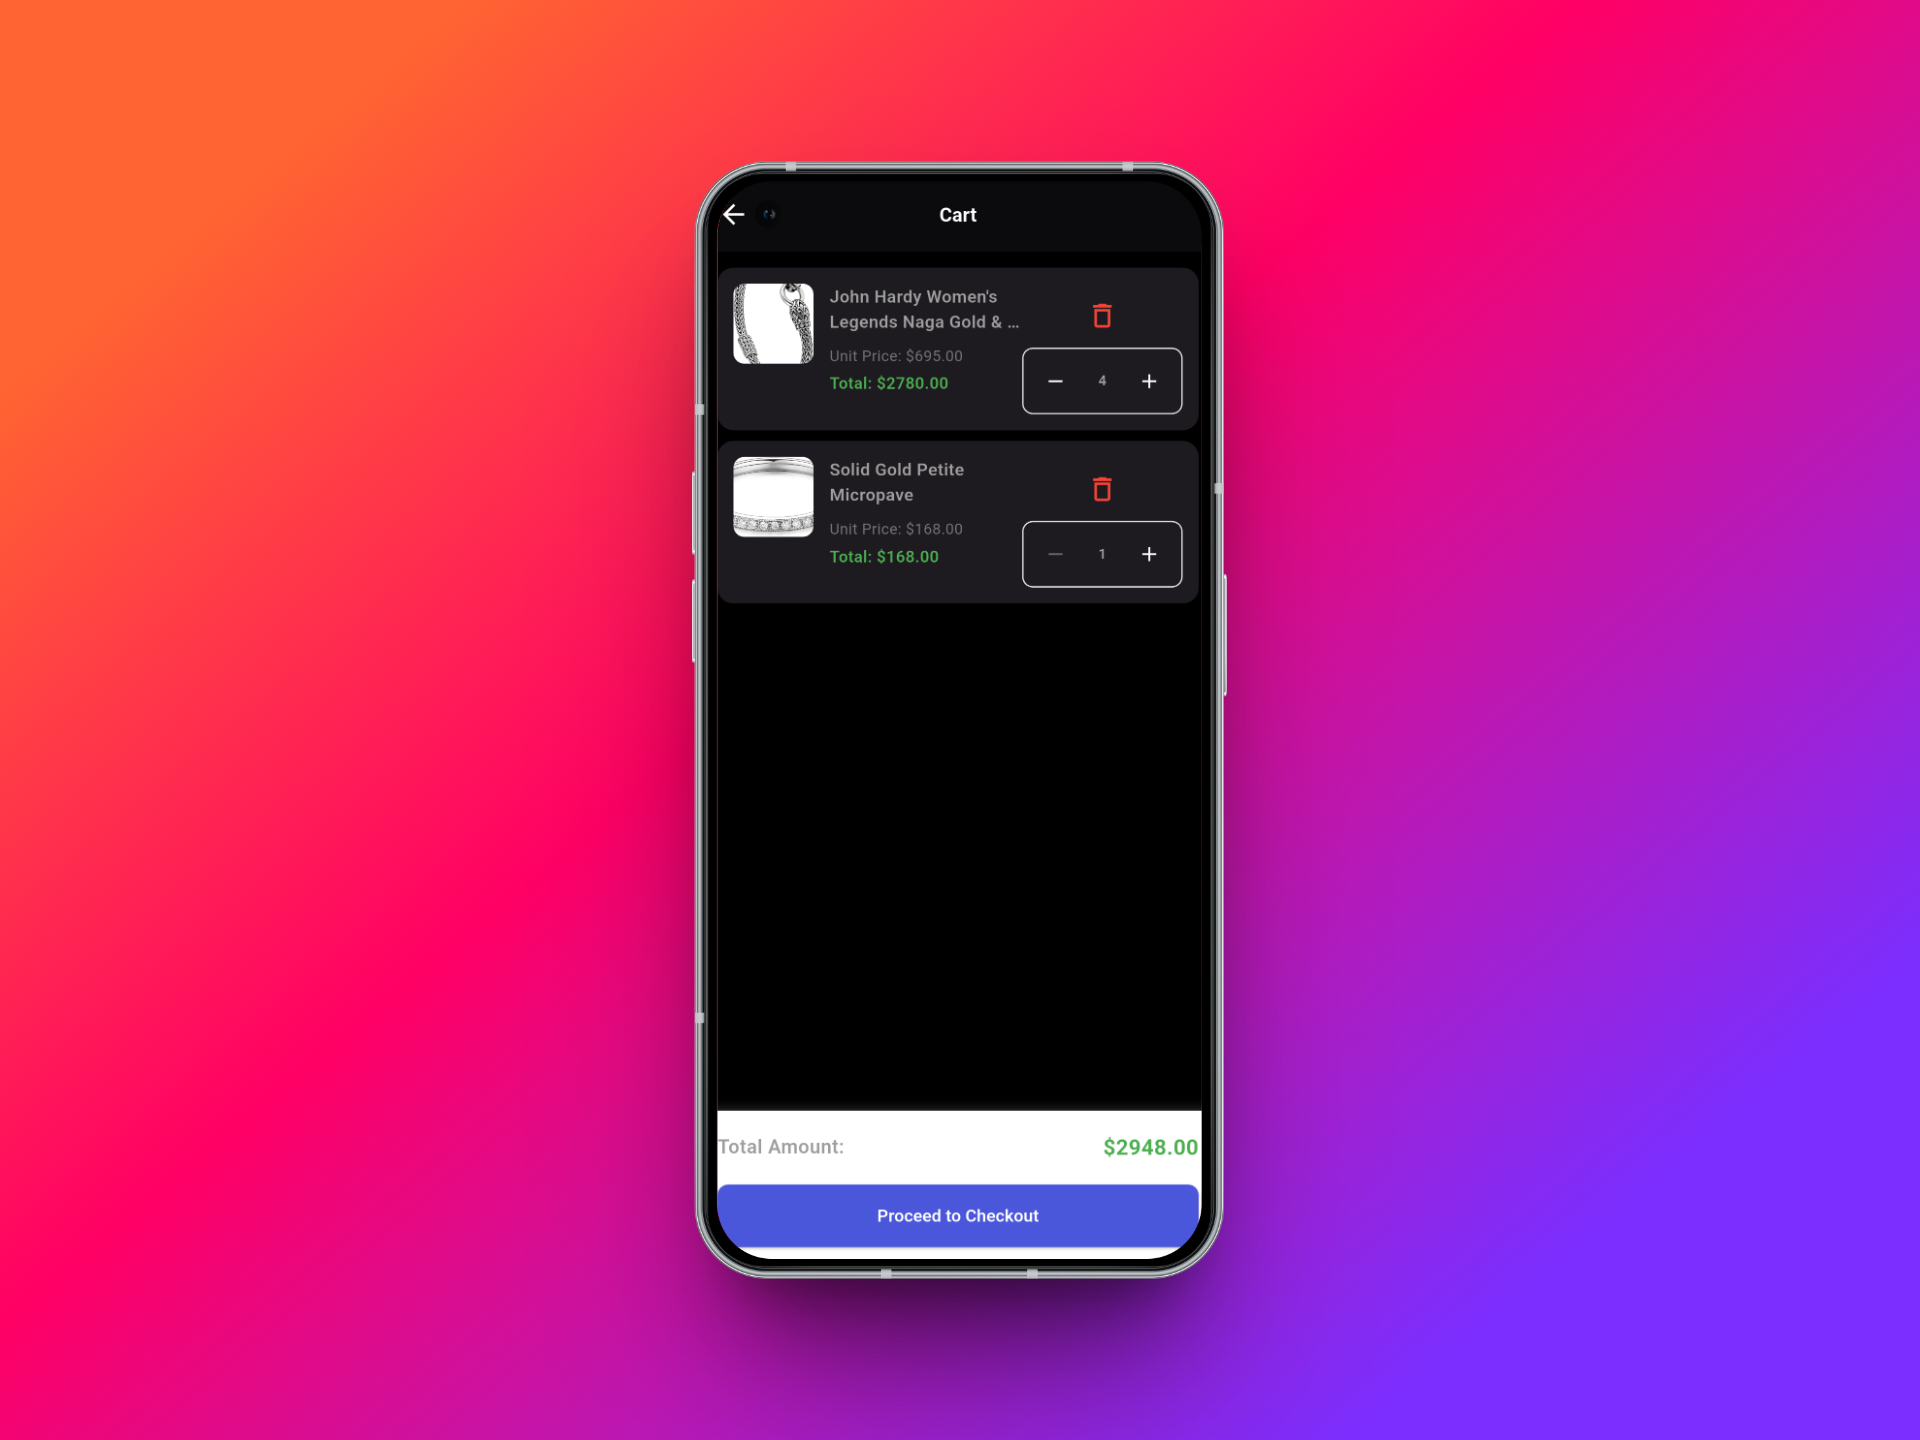 Cart
John Hardy Women's
Legends Naga Gold & ...
Unit Price: $695.00
Total: $2780.00
4
Solid Gold Petite
Micropave
Unit Price: $168.00
Total: $168.00
1
Total Amount:
$2948.00
Proceed to Checkout